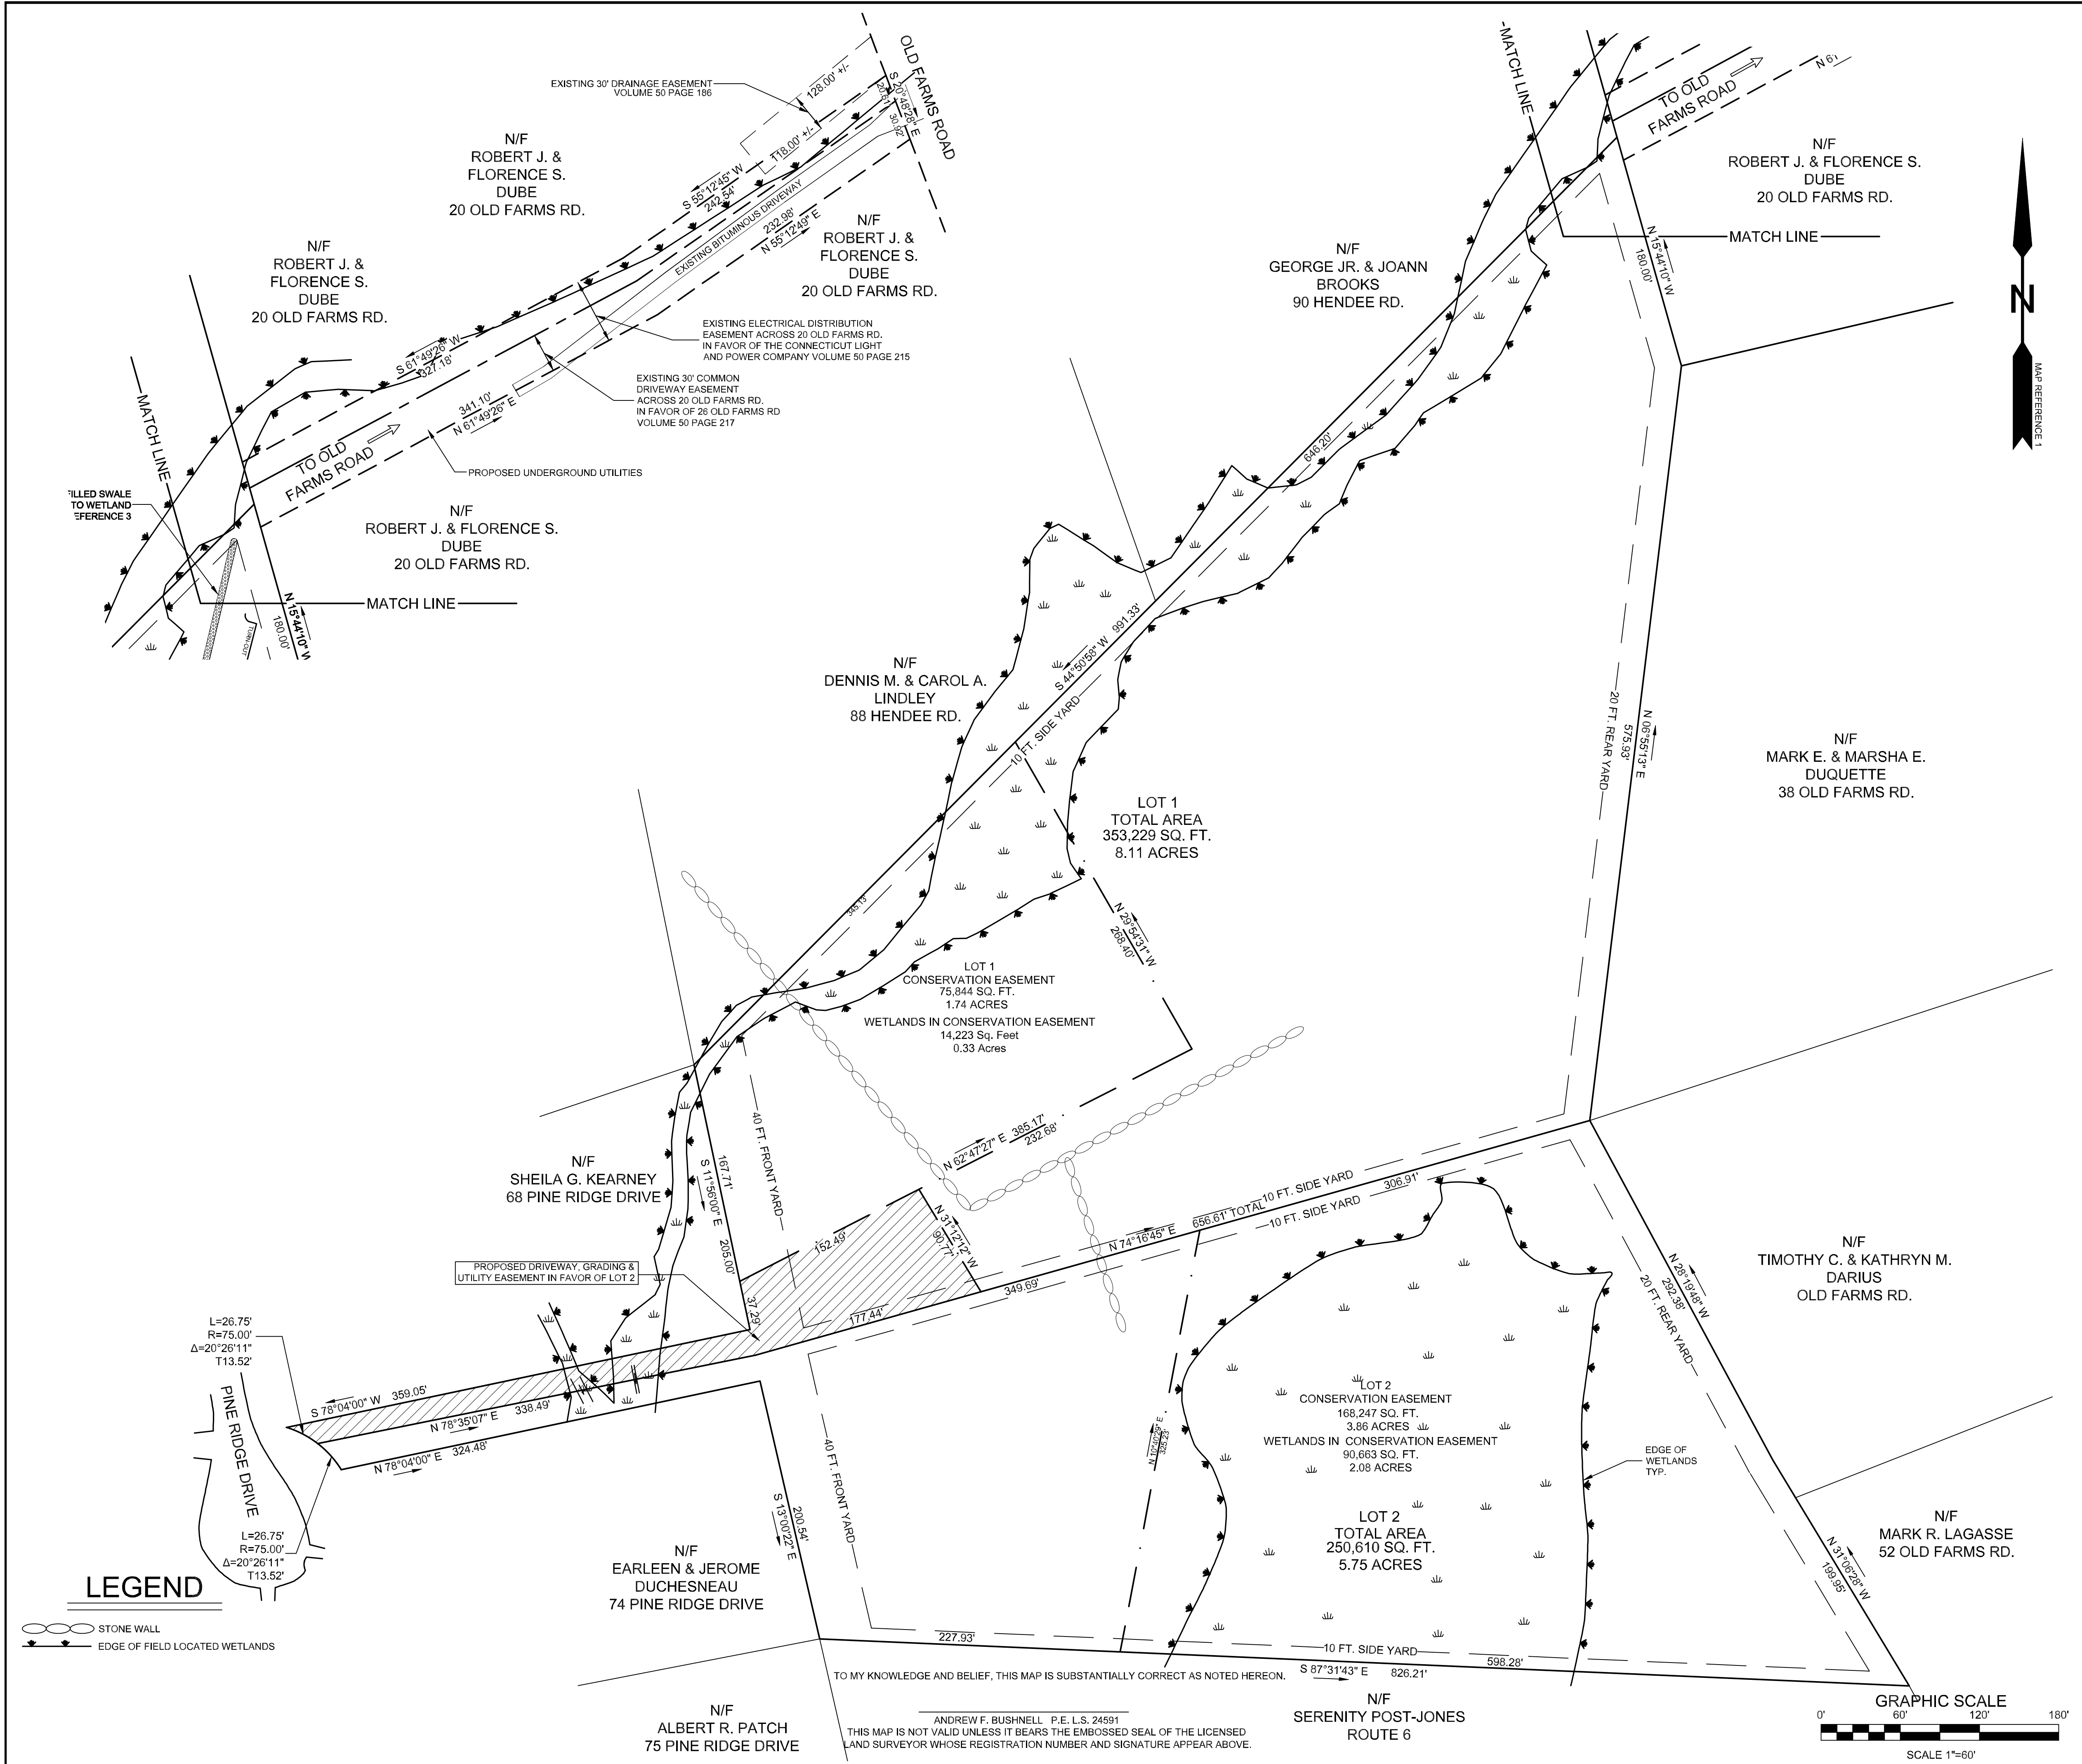 OLD FARMS ROAD
S 20°48'28" E
20.61'
30.92'
128.00' +/-
118.00' +/-
EXISTING 30' DRAINAGE EASEMENT
VOLUME 50 PAGE 186
N/F
ROBERT J. &
FLORENCE S.
DUBE
20 OLD FARMS RD.
S 55°12'45" W
242.54'
EXISTING BITUMINOUS DRIVEWAY
232.98'
N 55°12'49" E
N/F
ROBERT J. &
FLORENCE S.
DUBE
20 OLD FARMS RD.
N/F
ROBERT J. &
FLORENCE S.
DUBE
20 OLD FARMS RD.
EXISTING ELECTRICAL DISTRIBUTION
EASEMENT ACROSS 20 OLD FARMS RD.
IN FAVOR OF THE CONNECTICUT LIGHT
AND POWER COMPANY VOLUME 50 PAGE 215
EXISTING 30' COMMON
DRIVEWAY EASEMENT
ACROSS 20 OLD FARMS RD.
IN FAVOR OF 26 OLD FARMS RD
VOLUME 50 PAGE 217
S 61°49'26" W
327.18'
341.10'
N 61°49'26" E
MATCH LINE
TO OLD
FARMS ROAD
PROPOSED UNDERGROUND UTILITIES
FILLED SWALE
TO WETLAND
EFERENCE 3
N/F
ROBERT J. & FLORENCE S.
DUBE
20 OLD FARMS RD.
MATCH LINE
N 15°44'10" W
180.00'
TURN-OUT
MATCH LINE
TO OLD
FARMS ROAD
N 61
N/F
ROBERT J. & FLORENCE S.
DUBE
20 OLD FARMS RD.
MATCH LINE
N 15°44'10" W
180.00'
N
MAP REFERENCE 1
N/F
GEORGE JR. & JOANN
BROOKS
90 HENDEE RD.
646.20'
S 44°50'58" W 991.33'
10 FT. SIDE YARD
N/F
DENNIS M. & CAROL A.
LINDLEY
88 HENDEE RD.
20 FT. REAR YARD
575.93'
N 06°55'13" E
N/F
MARK E. & MARSHA E.
DUQUETTE
38 OLD FARMS RD.
LOT 1
TOTAL AREA
353,229 SQ. FT.
8.11 ACRES
345.13'
N 29°54'31" W
268.40'
LOT 1
CONSERVATION EASEMENT
75,844 SQ. FT.
1.74 ACRES
WETLANDS IN CONSERVATION EASEMENT
14,223 Sq. Feet
0.33 Acres
N 62°47'27" E 385.17'
232.68'
40 FT. FRONT YARD
167.71'
S 11°56'00" E 205.00'
37.29'
N/F
SHEILA G. KEARNEY
68 PINE RIDGE DRIVE
152.49'
N 31°12'12" W
90.77'
N 74°16'45" E 656.61' TOTAL
10 FT. SIDE YARD
10 FT. SIDE YARD
306.91'
349.69'
177.44'
PROPOSED DRIVEWAY, GRADING &
UTILITY EASEMENT IN FAVOR OF LOT 2
N/F
TIMOTHY C. & KATHRYN M.
DARIUS
OLD FARMS RD.
N 28°19'48" W
292.38'
20 FT. REAR YARD
L=26.75'
R=75.00'
Δ=20°26'11"
T13.52'
PINE RIDGE DRIVE
S 78°04'00" W 359.05'
N 78°35'07" E 338.49'
N 78°04'00" E 324.48'
L=26.75'
R=75.00'
Δ=20°26'11"
T13.52'
40 FT. FRONT YARD
N 10°40'29" E
325.23'
LOT 2
CONSERVATION EASEMENT
168,247 SQ. FT.
3.86 ACRES
WETLANDS IN CONSERVATION EASEMENT
90,663 SQ. FT.
2.08 ACRES
EDGE OF
WETLANDS
TYP.
LOT 2
TOTAL AREA
250,610 SQ. FT.
5.75 ACRES
200.54'
S 13°00'22" E
N/F
EARLEEN & JEROME
DUCHESNEAU
74 PINE RIDGE DRIVE
N/F
MARK R. LAGASSE
52 OLD FARMS RD.
N 31°06'28" W
199.95'
LEGEND
STONE WALL
EDGE OF FIELD LOCATED WETLANDS
227.93'
10 FT. SIDE YARD
598.28'
S 87°31'43" E 826.21'
TO MY KNOWLEDGE AND BELIEF, THIS MAP IS SUBSTANTIALLY CORRECT AS NOTED HEREON.
ANDREW F. BUSHNELL P.E. L.S. 24591
THIS MAP IS NOT VALID UNLESS IT BEARS THE EMBOSSED SEAL OF THE LICENSED
LAND SURVEYOR WHOSE REGISTRATION NUMBER AND SIGNATURE APPEAR ABOVE.
N/F
ALBERT R. PATCH
75 PINE RIDGE DRIVE
N/F
SERENITY POST-JONES
ROUTE 6
GRAPHIC SCALE
0' 60' 120' 180'
SCALE 1"=60'